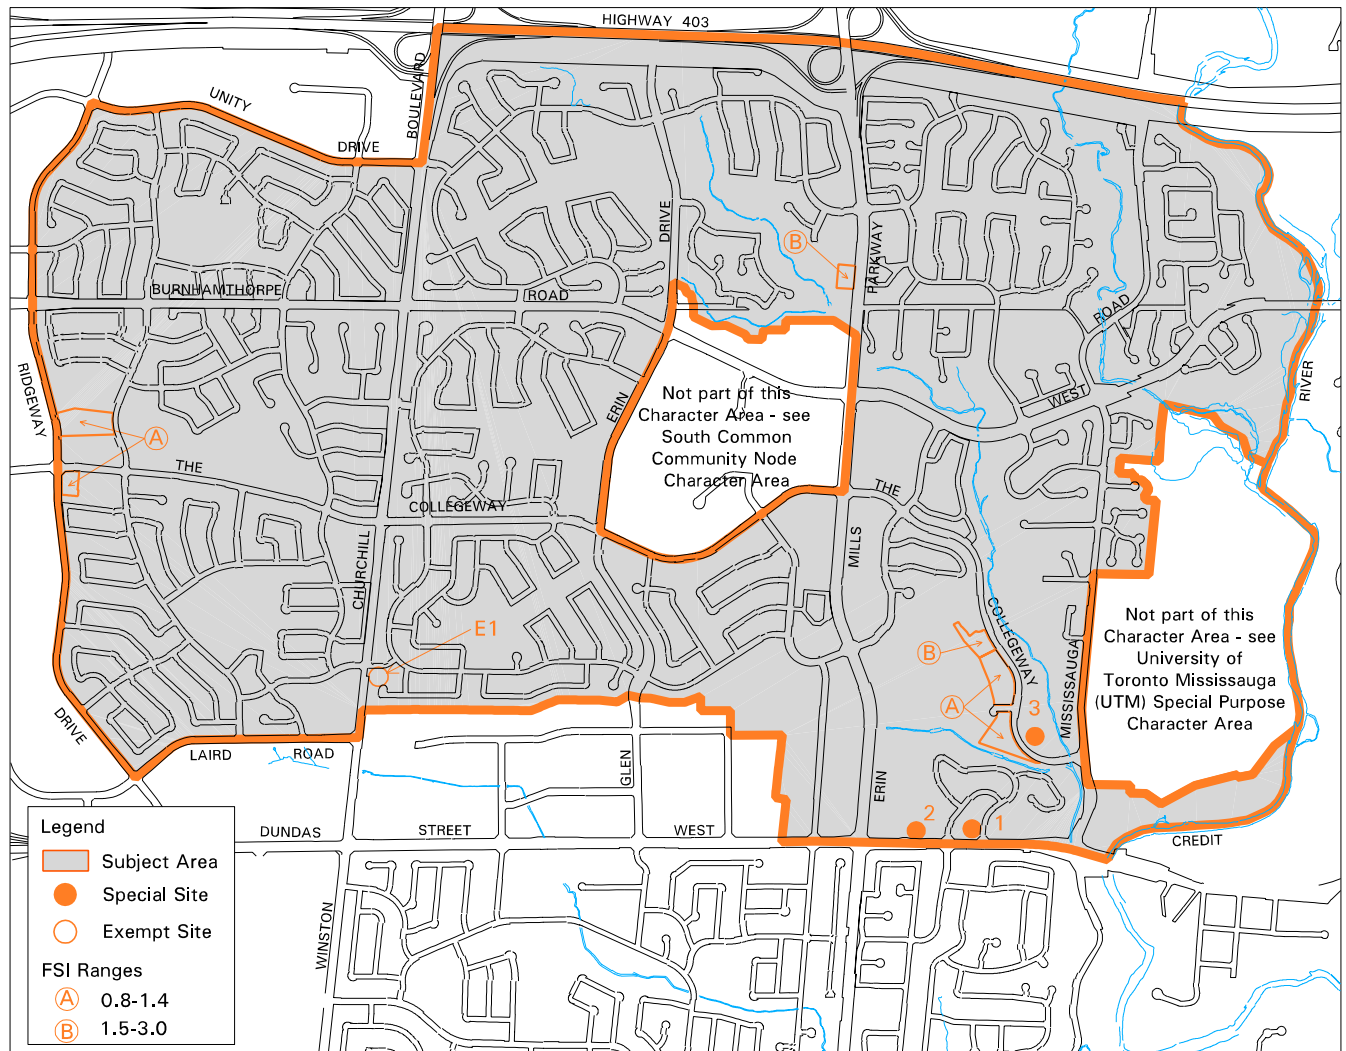 HIGHWAY 403
UNITY
DRIVE
BOULEVARD
DRIVE
PARKWAY
B
BURNHAMTHORPE
ROAD
ROAD
RIVER
RIDGEWAY
ERIN
WEST
Not part of this
Character Area - see
South Common
Community Node
Character Area
A
THE
COLLEGEWAY
THE
MILLS
CHURCHILL
COLLEGEWAY
E1
B
A
3
MISSISSAUGA
Not part of this
Character Area - see
University of
Toronto Mississauga
(UTM) Special Purpose
Character Area
DRIVE
LAIRD
ROAD
GLEN
ERIN
2
1
DUNDAS
STREET
WEST
CREDIT
WINSTON
Legend
Subject Area
Special Site
Exempt Site
FSI Ranges
A 0.8-1.4
B 1.5-3.0